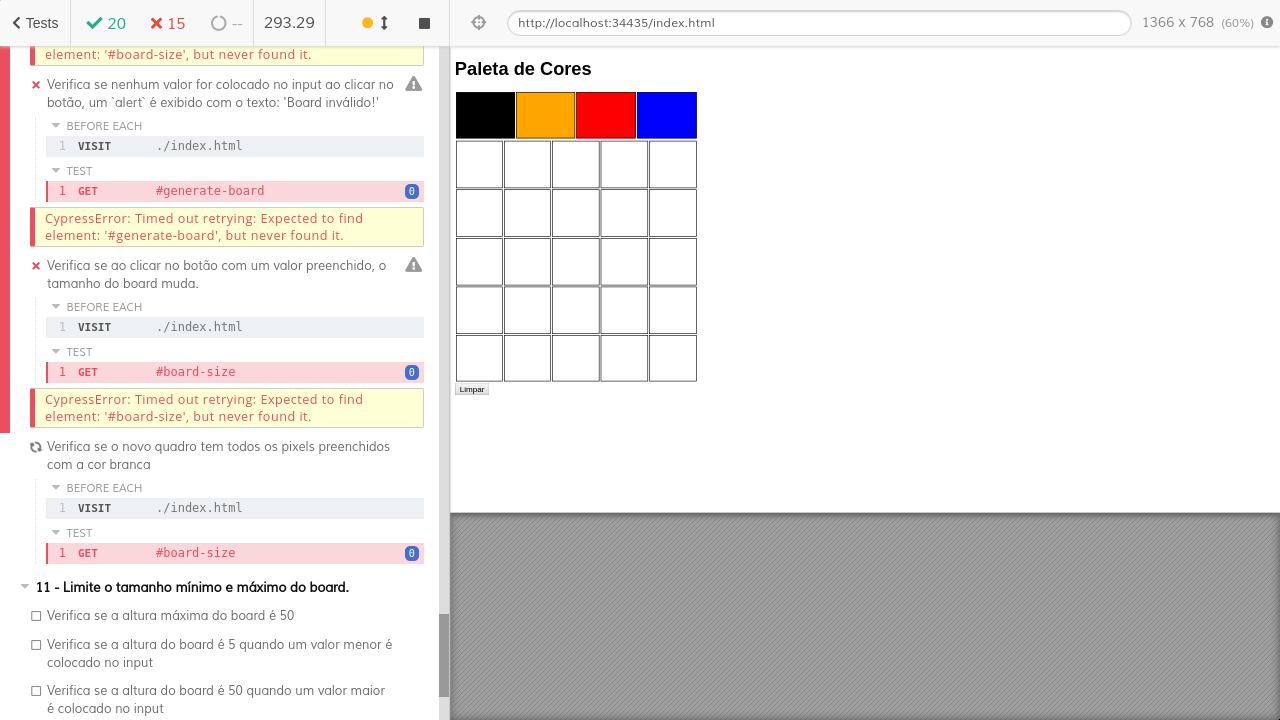 Tests
20
15
--
293.29
http://localhost:34435/index.html
1366 x 768 (60%)
element: '#board-size', but never found it.
Verifica se nenhum valor for colocado no input ao clicar no
botão, um `alert` é exibido com o texto: 'Board inválido!'
BEFORE EACH
1 VISIT ./index.html
TEST
1 GET #generate-board 0
CypressError: Timed out retrying: Expected to find
element: '#generate-board', but never found it.
Verifica se ao clicar no botão com um valor preenchido, o
tamanho do board muda.
BEFORE EACH
1 VISIT ./index.html
TEST
1 GET #board-size 0
CypressError: Timed out retrying: Expected to find
element: '#board-size', but never found it.
Verifica se o novo quadro tem todos os pixels preenchidos
com a cor branca
BEFORE EACH
1 VISIT ./index.html
TEST
1 GET #board-size 0
11 - Limite o tamanho mínimo e máximo do board.
Verifica se a altura máxima do board é 50
Verifica se a altura do board é 5 quando um valor menor é
colocado no input
Verifica se a altura do board é 50 quando um valor maior
é colocado no input
Paleta de Cores
Limpar